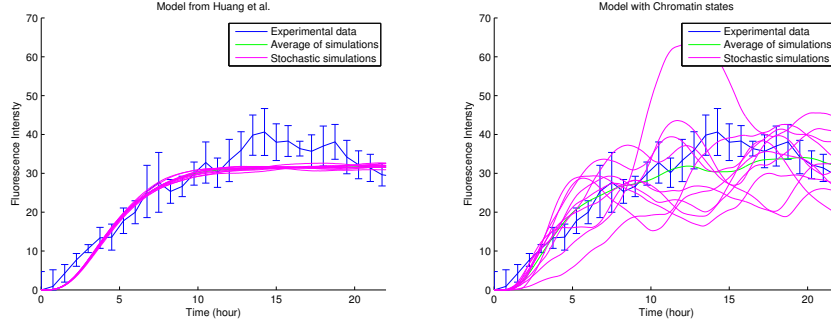 Model from Huang et al.
70
60
50
40
30
20
10
0
Fluorescence Intensity
Experimental data
Average of simulations
Stochastic simulations
0 5 10 15 20
Time (hour)
Model with Chromatin states
70
60
50
40
30
20
10
0
Fluorescence Intensity
Experimental data
Average of simulations
Stochastic simulations
0 5 10 15 20
Time (hour)